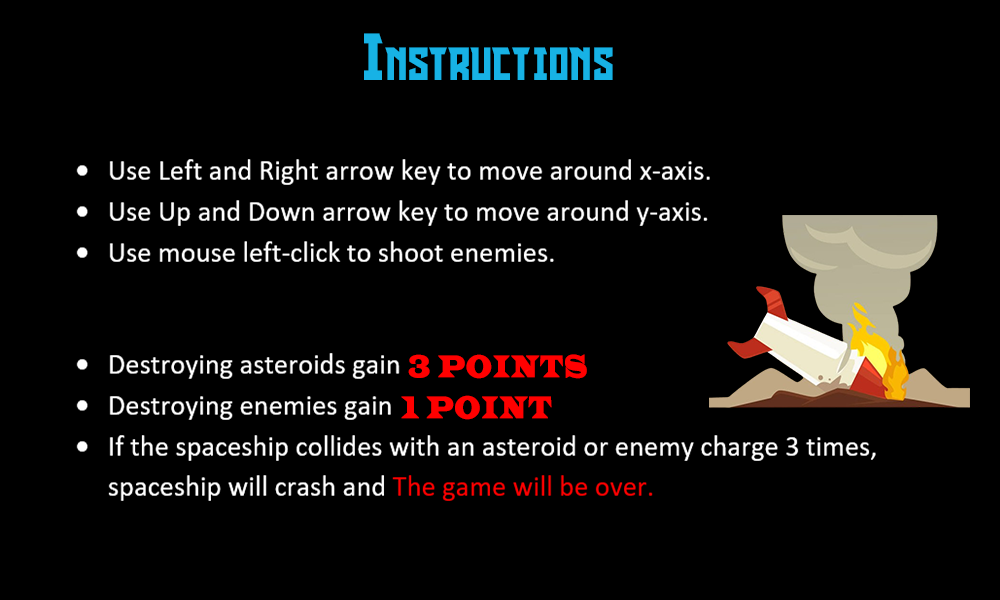 Instructions
• Use Left and Right arrow key to move around x-axis.
• Use Up and Down arrow key to move around y-axis.
• Use mouse left-click to shoot enemies.
• Destroying asteroids gain 3 POINTS
• Destroying enemies gain 1 POINT
• If the spaceship collides with an asteroid or enemy charge 3 times,
spaceship will crash and The game will be over.